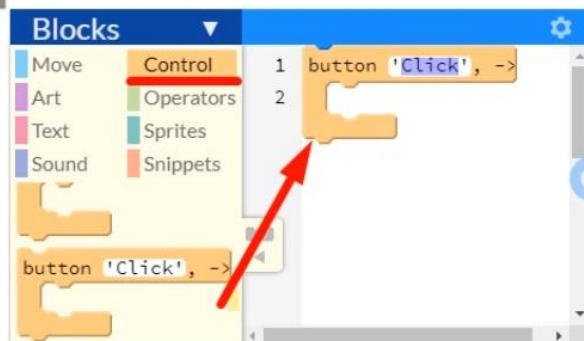 Blocks ▼
Move Control
Art Operators
Text Sprites
Sound Snippets
button 'Click', ->
1 button 'Click', ->
2